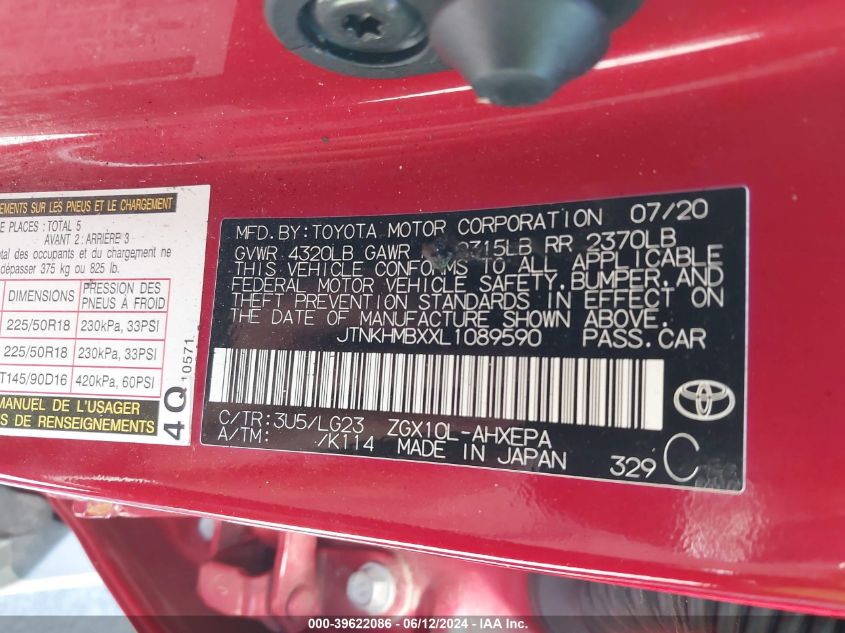 EMENTS SUR LES PNEUS ET LE CHARGEMENT
E PLACES : TOTAL 5
AVANT 2 : ARRIÈRE 3
tal des occupants et du chargement ne
dépasser 375 kg ou 825 lb.
DIMENSIONS PRESSION DES PNEUS À FROID
225/50R18 230kPa, 33PSI
225/50R18 230kPa, 33PSI
T145/90D16 420kPa, 60PSI
MANUEL DE L'USAGER
S DE RENSEIGNEMENTS
4Q 10571
MFD. BY: TOYOTA MOTOR CORPORATION 07/20
GVWR 4320LB GAWR 715LB RR 2370LB
THIS VEHICLE CONFORMS TO ALL APPLICABLE
FEDERAL MOTOR VEHICLE SAFETY, BUMPER, AND
THEFT PREVENTION STANDARDS IN EFFECT ON
THE DATE OF MANUFACTURE SHOWN ABOVE.
JTNKHMBXXL1089590 PASS. CAR
C/TR: 3U5/LG23 ZGX10L-AHXEPA
A/TM: /K114 MADE IN JAPAN 329 C
000-39622086 - 06/12/2024 - IAA Inc.